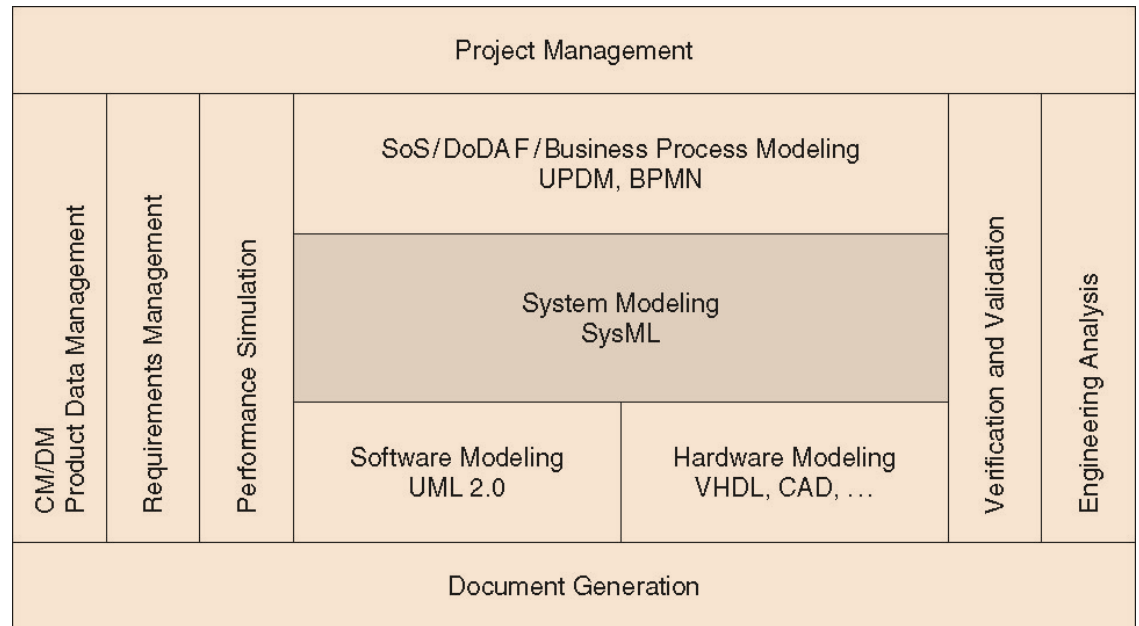 Project Management
CM/DM
Product Data Management
Requirements Management
Performance Simulation
SoS/DoDAF/Business Process Modeling
UPDM, BPMN
System Modeling
SysML
Software Modeling
UML 2.0
Hardware Modeling
VHDL, CAD, …
Verification and Validation
Engineering Analysis
Document Generation